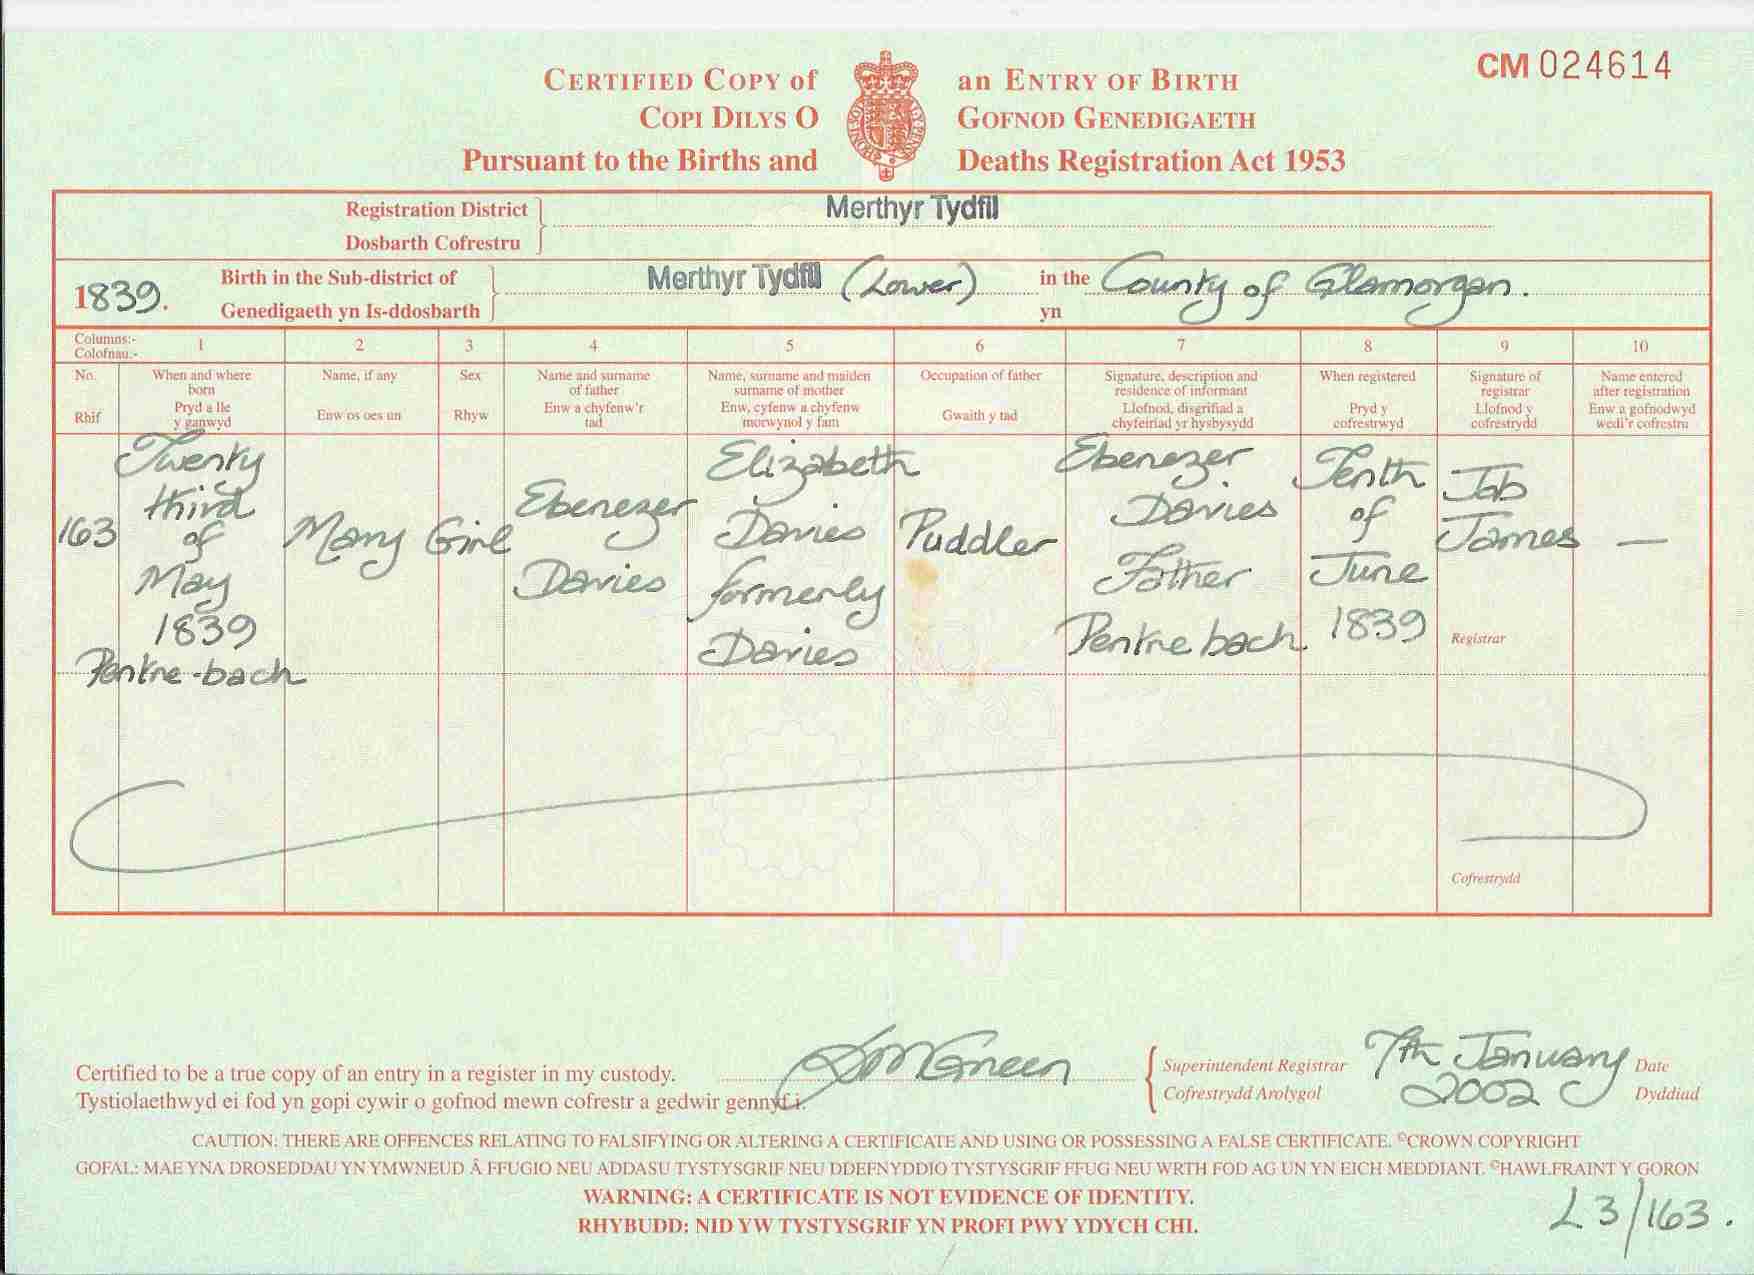 CERTIFIED COPY of an ENTRY OF BIRTH
CM 024614
COPI DILYS O GOFNOD GENEDIGAETH
Pursuant to the Births and Deaths Registration Act 1953
Registration District Merthyr Tydfil
Dosbarth Cofrestru
1839. Birth in the Sub-district of Merthyr Tydfil (Lower) in the County of Glamorgan.
Genedigaeth yn Is-ddosbarth yn
Columns:- 1 2 3 4 5 6 7 8 9 10
Colofnau:-
No.
Rhif
When and where
born
Pryd a lle
y ganwyd
Name, if any
Enw os oes un
Sex
Rhyw
Name and surname
of father
Enw a chyfenw'r
tad
Name, surname and maiden
surname of mother
Enw, cyfenw a chyfenw
morwynol y fam
Occupation of father
Gwaith y tad
Signature, description and
residence of informant
Llofnod, disgrifiad a
chyfeiriad yr hysbysydd
When registered
Pryd y
cofrestrwyd
Signature of
registrar
Llofnod y
cofrestrydd
Name entered
after registration
Enw a gofnodwyd
wedi'r cofrestru
163
Twenty
third
of
May
1839
Pentre-bach
Mary
Girl
Ebenezer
Davies
Elizabeth
Davies
formerly
Davies
Puddler
Ebenezer
Davies
Father
Pentre bach.
Tenth
of
June
1839
Job
James
Registrar
—
Cofrestrydd
Certified to be a true copy of an entry in a register in my custody.
Tystiolaethwyd ei fod yn gopi cywir o gofnod mewn cofrestr a gedwir gennyf i.
Green
Superintendent Registrar
Cofrestrydd Arolygol
7th January
2002
Date
Dyddiad
CAUTION: THERE ARE OFFENCES RELATING TO FALSIFYING OR ALTERING A CERTIFICATE AND USING OR POSSESSING A FALSE CERTIFICATE. ©CROWN COPYRIGHT
GOFAL: MAE YNA DROSEDDAU YN YMWNEUD Â FFUGIO NEU ADDASU TYSTYSGRIF NEU DDEFNYDDIO TYSTYSGRIF FFUG NEU WRTH FOD AG UN YN EICH MEDDIANT. ©HAWLFRAINT Y GORON
WARNING: A CERTIFICATE IS NOT EVIDENCE OF IDENTITY.
RHYBUDD: NID YW TYSTYSGRIF YN PROFI PWY YDYCH CHI.
L3/163.